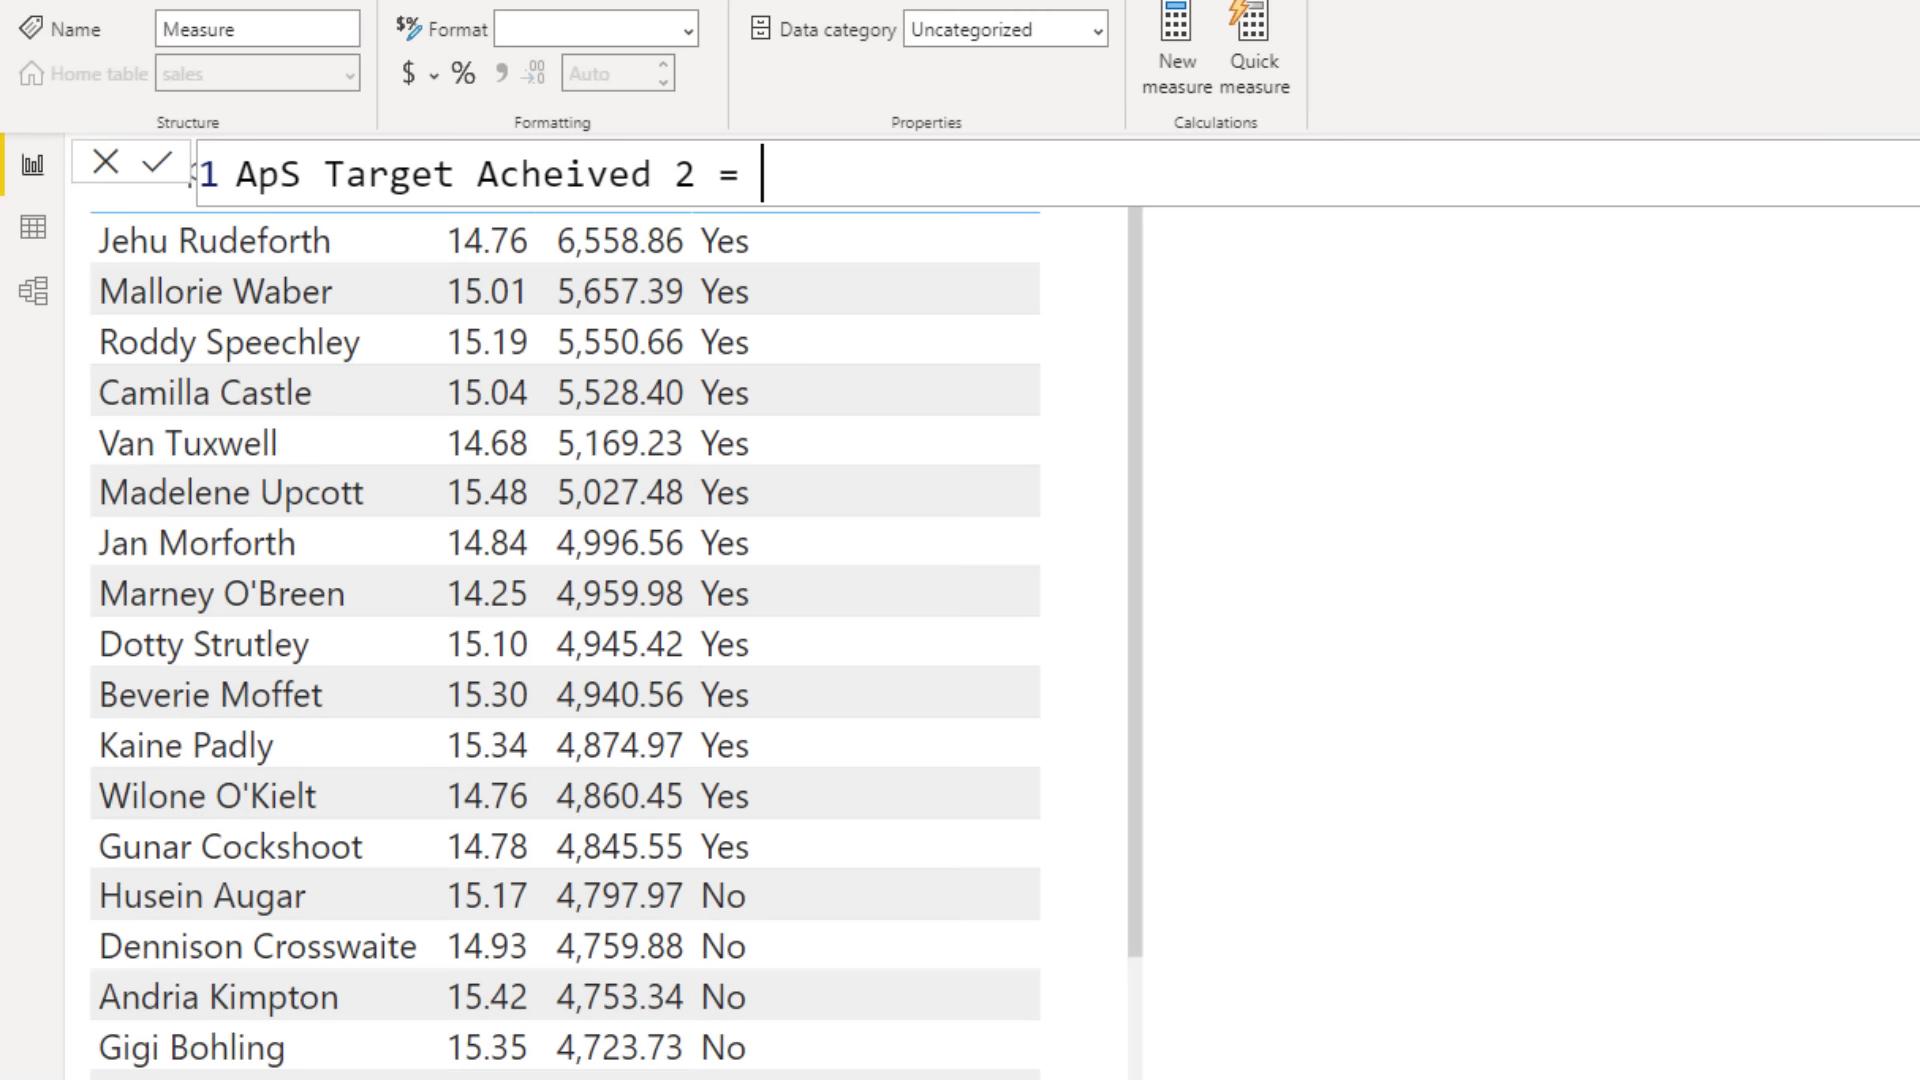 Name Measure
Home table sales
Structure
$% Format
$ % .00 →0 Auto
Formatting
Data category Uncategorized
Properties
New measure
Quick measure
Calculations
1 ApS Target Acheived 2 =
Jehu Rudeforth 14.76 6,558.86 Yes
Mallorie Waber 15.01 5,657.39 Yes
Roddy Speechley 15.19 5,550.66 Yes
Camilla Castle 15.04 5,528.40 Yes
Van Tuxwell 14.68 5,169.23 Yes
Madelene Upcott 15.48 5,027.48 Yes
Jan Morforth 14.84 4,996.56 Yes
Marney O'Breen 14.25 4,959.98 Yes
Dotty Strutley 15.10 4,945.42 Yes
Beverie Moffet 15.30 4,940.56 Yes
Kaine Padly 15.34 4,874.97 Yes
Wilone O'Kielt 14.76 4,860.45 Yes
Gunar Cockshoot 14.78 4,845.55 Yes
Husein Augar 15.17 4,797.97 No
Dennison Crosswaite 14.93 4,759.88 No
Andria Kimpton 15.42 4,753.34 No
Gigi Bohling 15.35 4,723.73 No